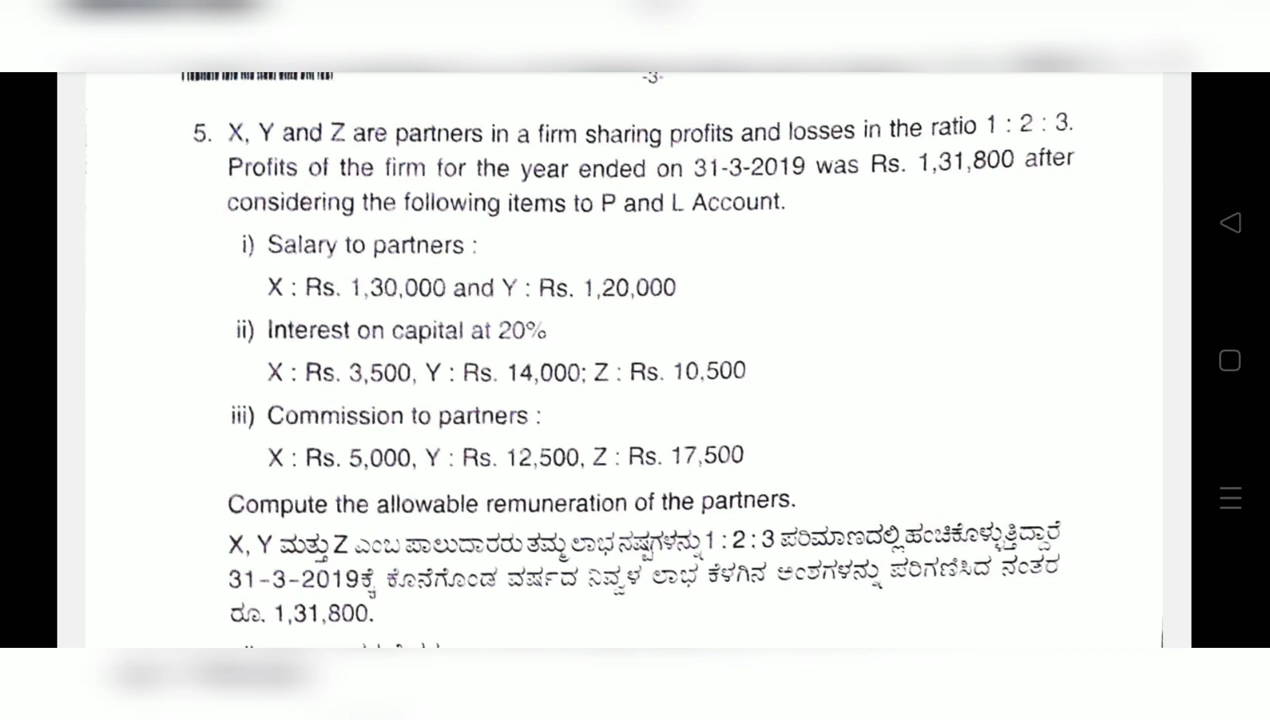 -3-
5. X, Y and Z are partners in a firm sharing profits and losses in the ratio 1 : 2 : 3.
Profits of the firm for the year ended on 31-3-2019 was Rs. 1,31,800 after
considering the following items to P and L Account.
i) Salary to partners :
X : Rs. 1,30,000 and Y : Rs. 1,20,000
ii) Interest on capital at 20%
X : Rs. 3,500, Y : Rs. 14,000; Z : Rs. 10,500
iii) Commission to partners :
X : Rs. 5,000, Y : Rs. 12,500, Z : Rs. 17,500
Compute the allowable remuneration of the partners.
X, Y ಮತ್ತು Z ಎಂಬ ಪಾಲುದಾರರು ತಮ್ಮ ಲಾಭ ನಷ್ಟಗಳನ್ನು 1 : 2 : 3 ಪರಿಮಾಣದಲ್ಲಿ ಹಂಚಿಕೊಳ್ಳುತ್ತಿದ್ದಾರೆ
31-3-2019ಕ್ಕೆ ಕೊನೆಗೊಂಡ ವರ್ಷದ ನಿವ್ವಳ ಲಾಭ ಕೆಳಗಿನ ಅಂಶಗಳನ್ನು ಪರಿಗಣಿಸಿದ ನಂತರ
ರೂ. 1,31,800.